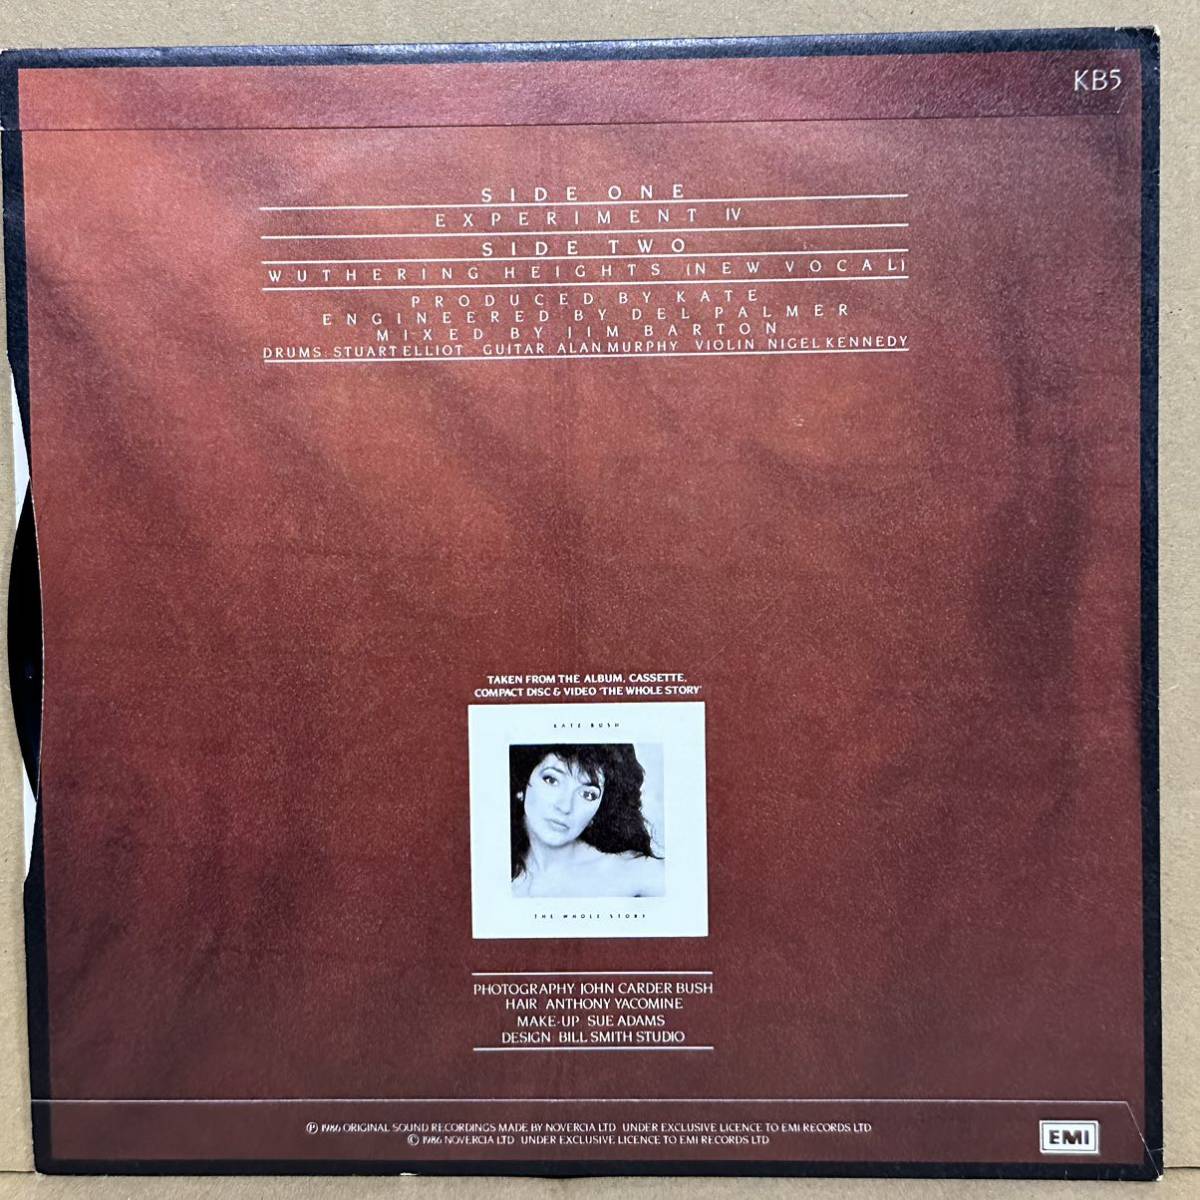 KB5
SIDE ONE
EXPERIMENT IV
SIDE TWO
WUTHERING HEIGHTS (NEW VOCAL)
PRODUCED BY KATE
ENGINEERED BY DEL PALMER
MIXED BY JIM BARTON
DRUMS: STUART ELLIOT GUITAR ALAN MURPHY VIOLIN NIGEL KENNEDY
TAKEN FROM THE ALBUM, CASSETTE,
COMPACT DISC & VIDEO 'THE WHOLE STORY'
KATE BUSH
THE WHOLE STORY
PHOTOGRAPHY JOHN CARDER BUSH
HAIR ANTHONY YACOMINE
MAKE-UP SUE ADAMS
DESIGN BILL SMITH STUDIO
℗ 1986 ORIGINAL SOUND RECORDINGS MADE BY NOVERCIA LTD UNDER EXCLUSIVE LICENCE TO EMI RECORDS LTD
© 1986 NOVERCIA LTD UNDER EXCLUSIVE LICENCE TO EMI RECORDS LTD
EMI